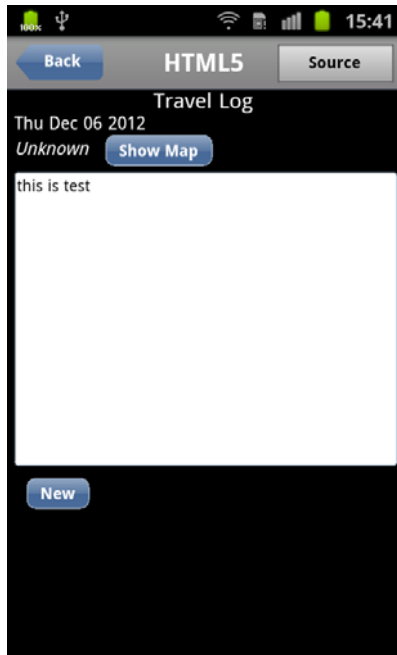 100% 15:41
Back HTML5 Source
Travel Log
Thu Dec 06 2012
Unknown Show Map
this is test
New